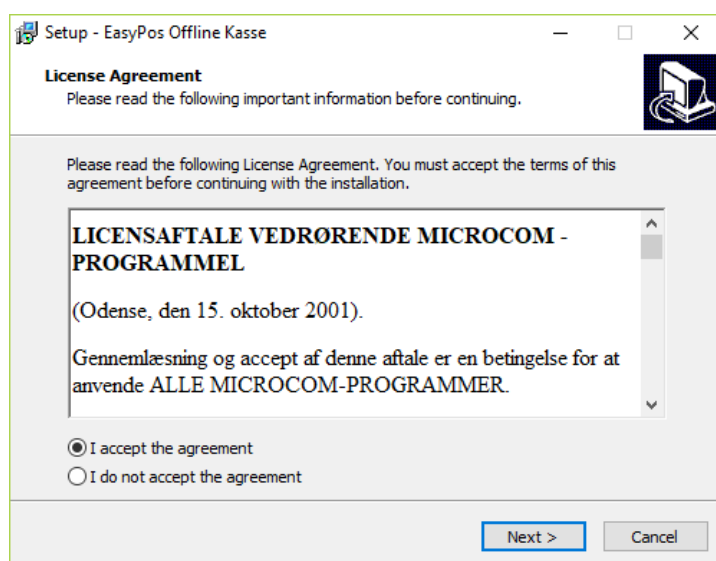 Setup - EasyPos Offline Kasse
License Agreement
Please read the following important information before continuing.
Please read the following License Agreement. You must accept the terms of this
agreement before continuing with the installation.
LICENSAFTALE VEDRØRENDE MICROCOM -
PROGRAMMEL
(Odense, den 15. oktober 2001).
Gennemlæsning og accept af denne aftale er en betingelse for at
anvende ALLE MICROCOM-PROGRAMMER.
I accept the agreement
I do not accept the agreement
Next >
Cancel